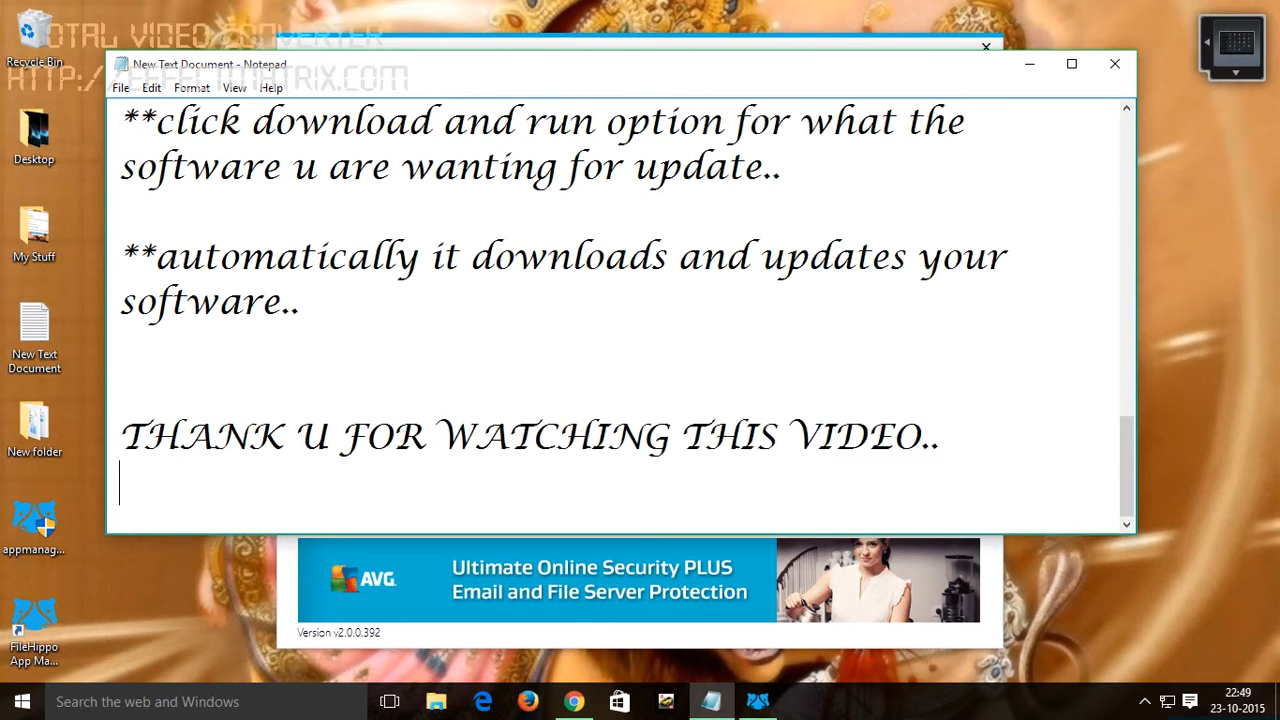 TOTAL VIDEO CONVERTER
Recycle Bin
New Text Document - Notepad
File Edit Format View Help
**click download and run option for what the
software u are wanting for update..
**automatically it downloads and updates your
software..
THANK U FOR WATCHING THIS VIDEO..
Desktop
My Stuff
New Text
Document
New folder
appmanag...
FileHippo
App Ma...
AVG.
Ultimate Online Security PLUS
Email and File Server Protection
Version v2.0.0.392
Search the web and Windows
22:49
23-10-2015